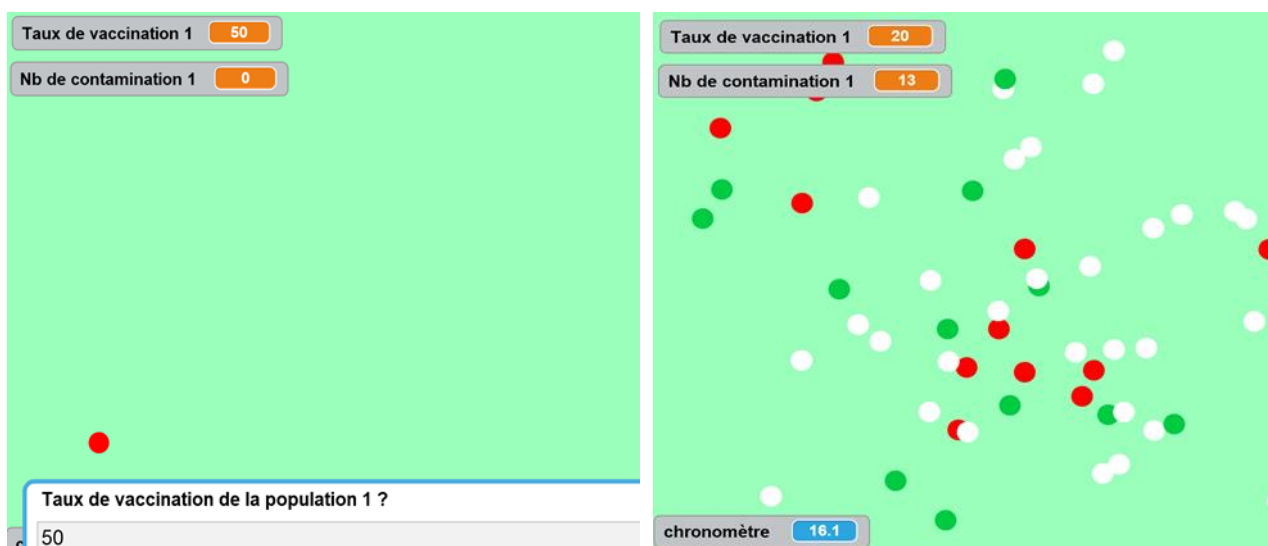 Taux de vaccination 1 50
Nb de contamination 1 0
Taux de vaccination de la population 1 ?
50
Taux de vaccination 1 20
Nb de contamination 1 13
chronomètre 16.1